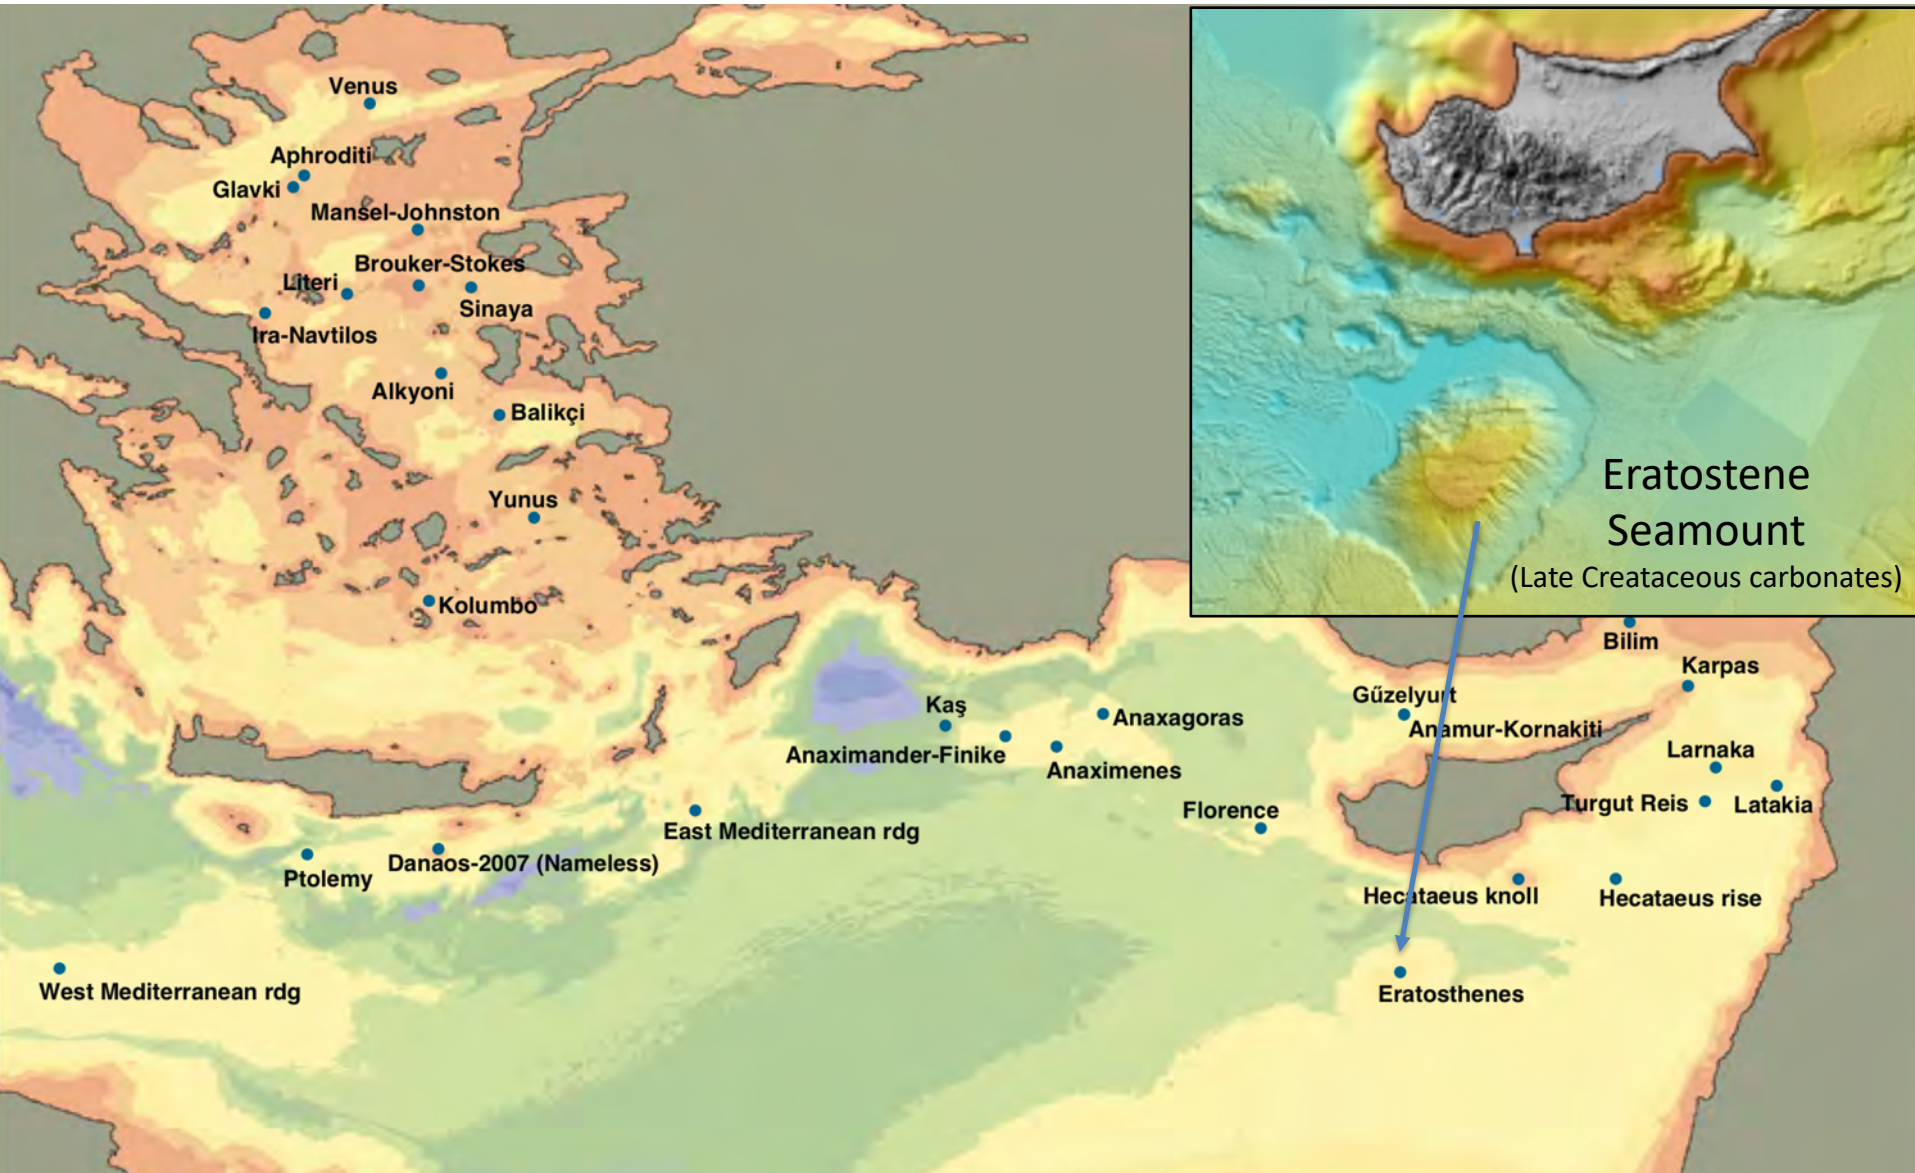 Venus
Aphroditi
Glavki
Mansel-Johnston
Brouker-Stokes
Literi
Sinaya
Ira-Navtilos
Alkyoni
Balikçi
Yunus
Kolumbo
Eratostene
Seamount
(Late Creataceous carbonates)
Bilim
Karpas
Gűzelyurt
Kaş
Anaxagoras
Anamur-Kornakiti
Anaximander-Finike
Larnaka
Anaximenes
Turgut Reis
Latakia
Florence
East Mediterranean rdg
Danaos-2007 (Nameless)
Ptolemy
Hecataeus knoll
Hecataeus rise
West Mediterranean rdg
Eratosthenes